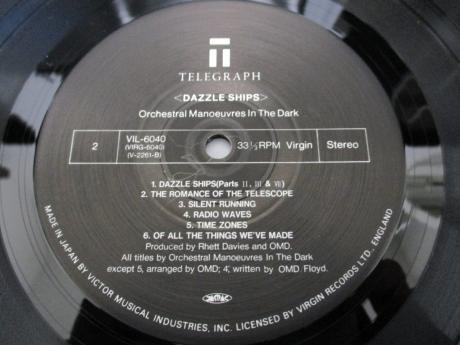 TELEGRAPH
<DAZZLE SHIPS>
Orchestral Manoeuvres In The Dark
2
VIL-6040
(VIRG-6040)
(V-2261-B)
33⅓RPM Virgin
Stereo
1. DAZZLE SHIPS(Parts II, III & VI)
2. THE ROMANCE OF THE TELESCOPE
3. SILENT RUNNING
4. RADIO WAVES
5. TIME ZONES
6. OF ALL THE THINGS WE'VE MADE
Produced by Rhett Davies and OMD.
All titles by Orchestral Manoeuvres In The Dark
except 5, arranged by OMD; 4, written by OMD Floyd.
MADE IN JAPAN BY VICTOR MUSICAL INDUSTRIES, INC. LICENSED BY VIRGIN RECORDS LTD., ENGLAND